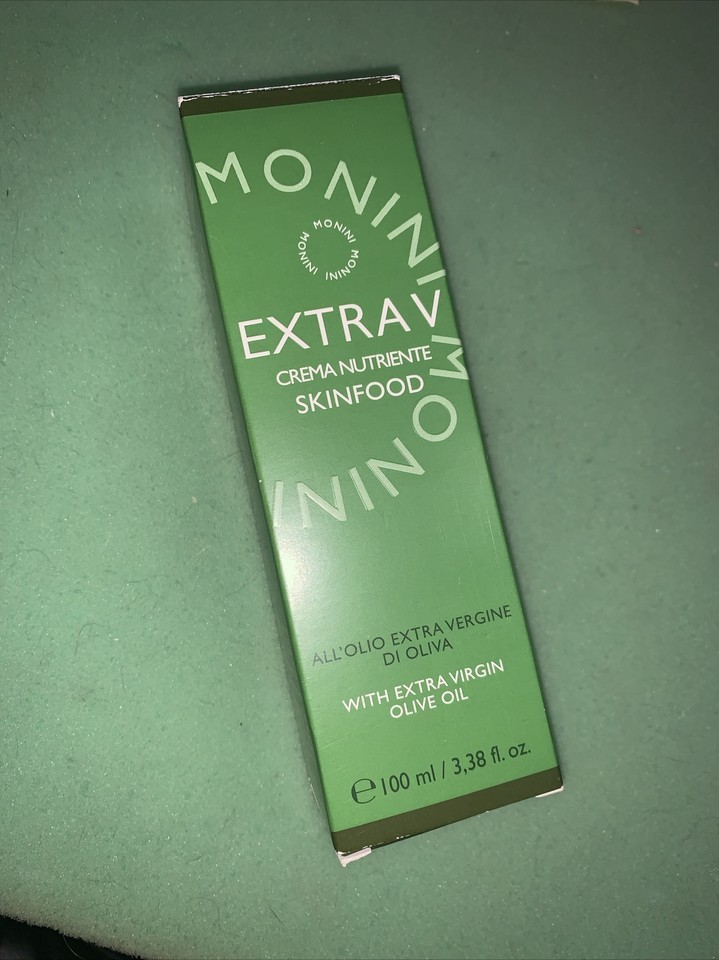 MONINI MONINI
MONINI MONINI MONINI
EXTRA V
CREMA NUTRIENTE
SKINFOOD
ALL'OLIO EXTRA VERGINE
DI OLIVA
WITH EXTRA VIRGIN
OLIVE OIL
℮100 ml / 3,38 fl. oz.